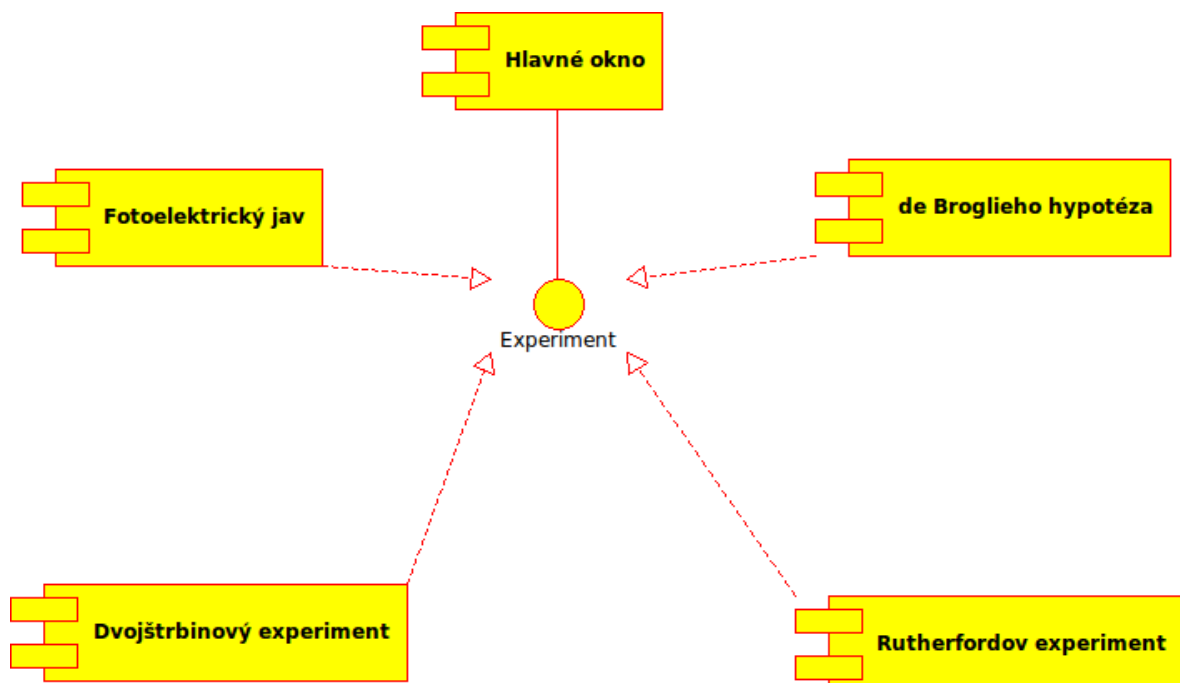 Hlavné okno
Fotoelektrický jav
de Broglieho hypotéza
Experiment
Dvojštrbinový experiment
Rutherfordov experiment